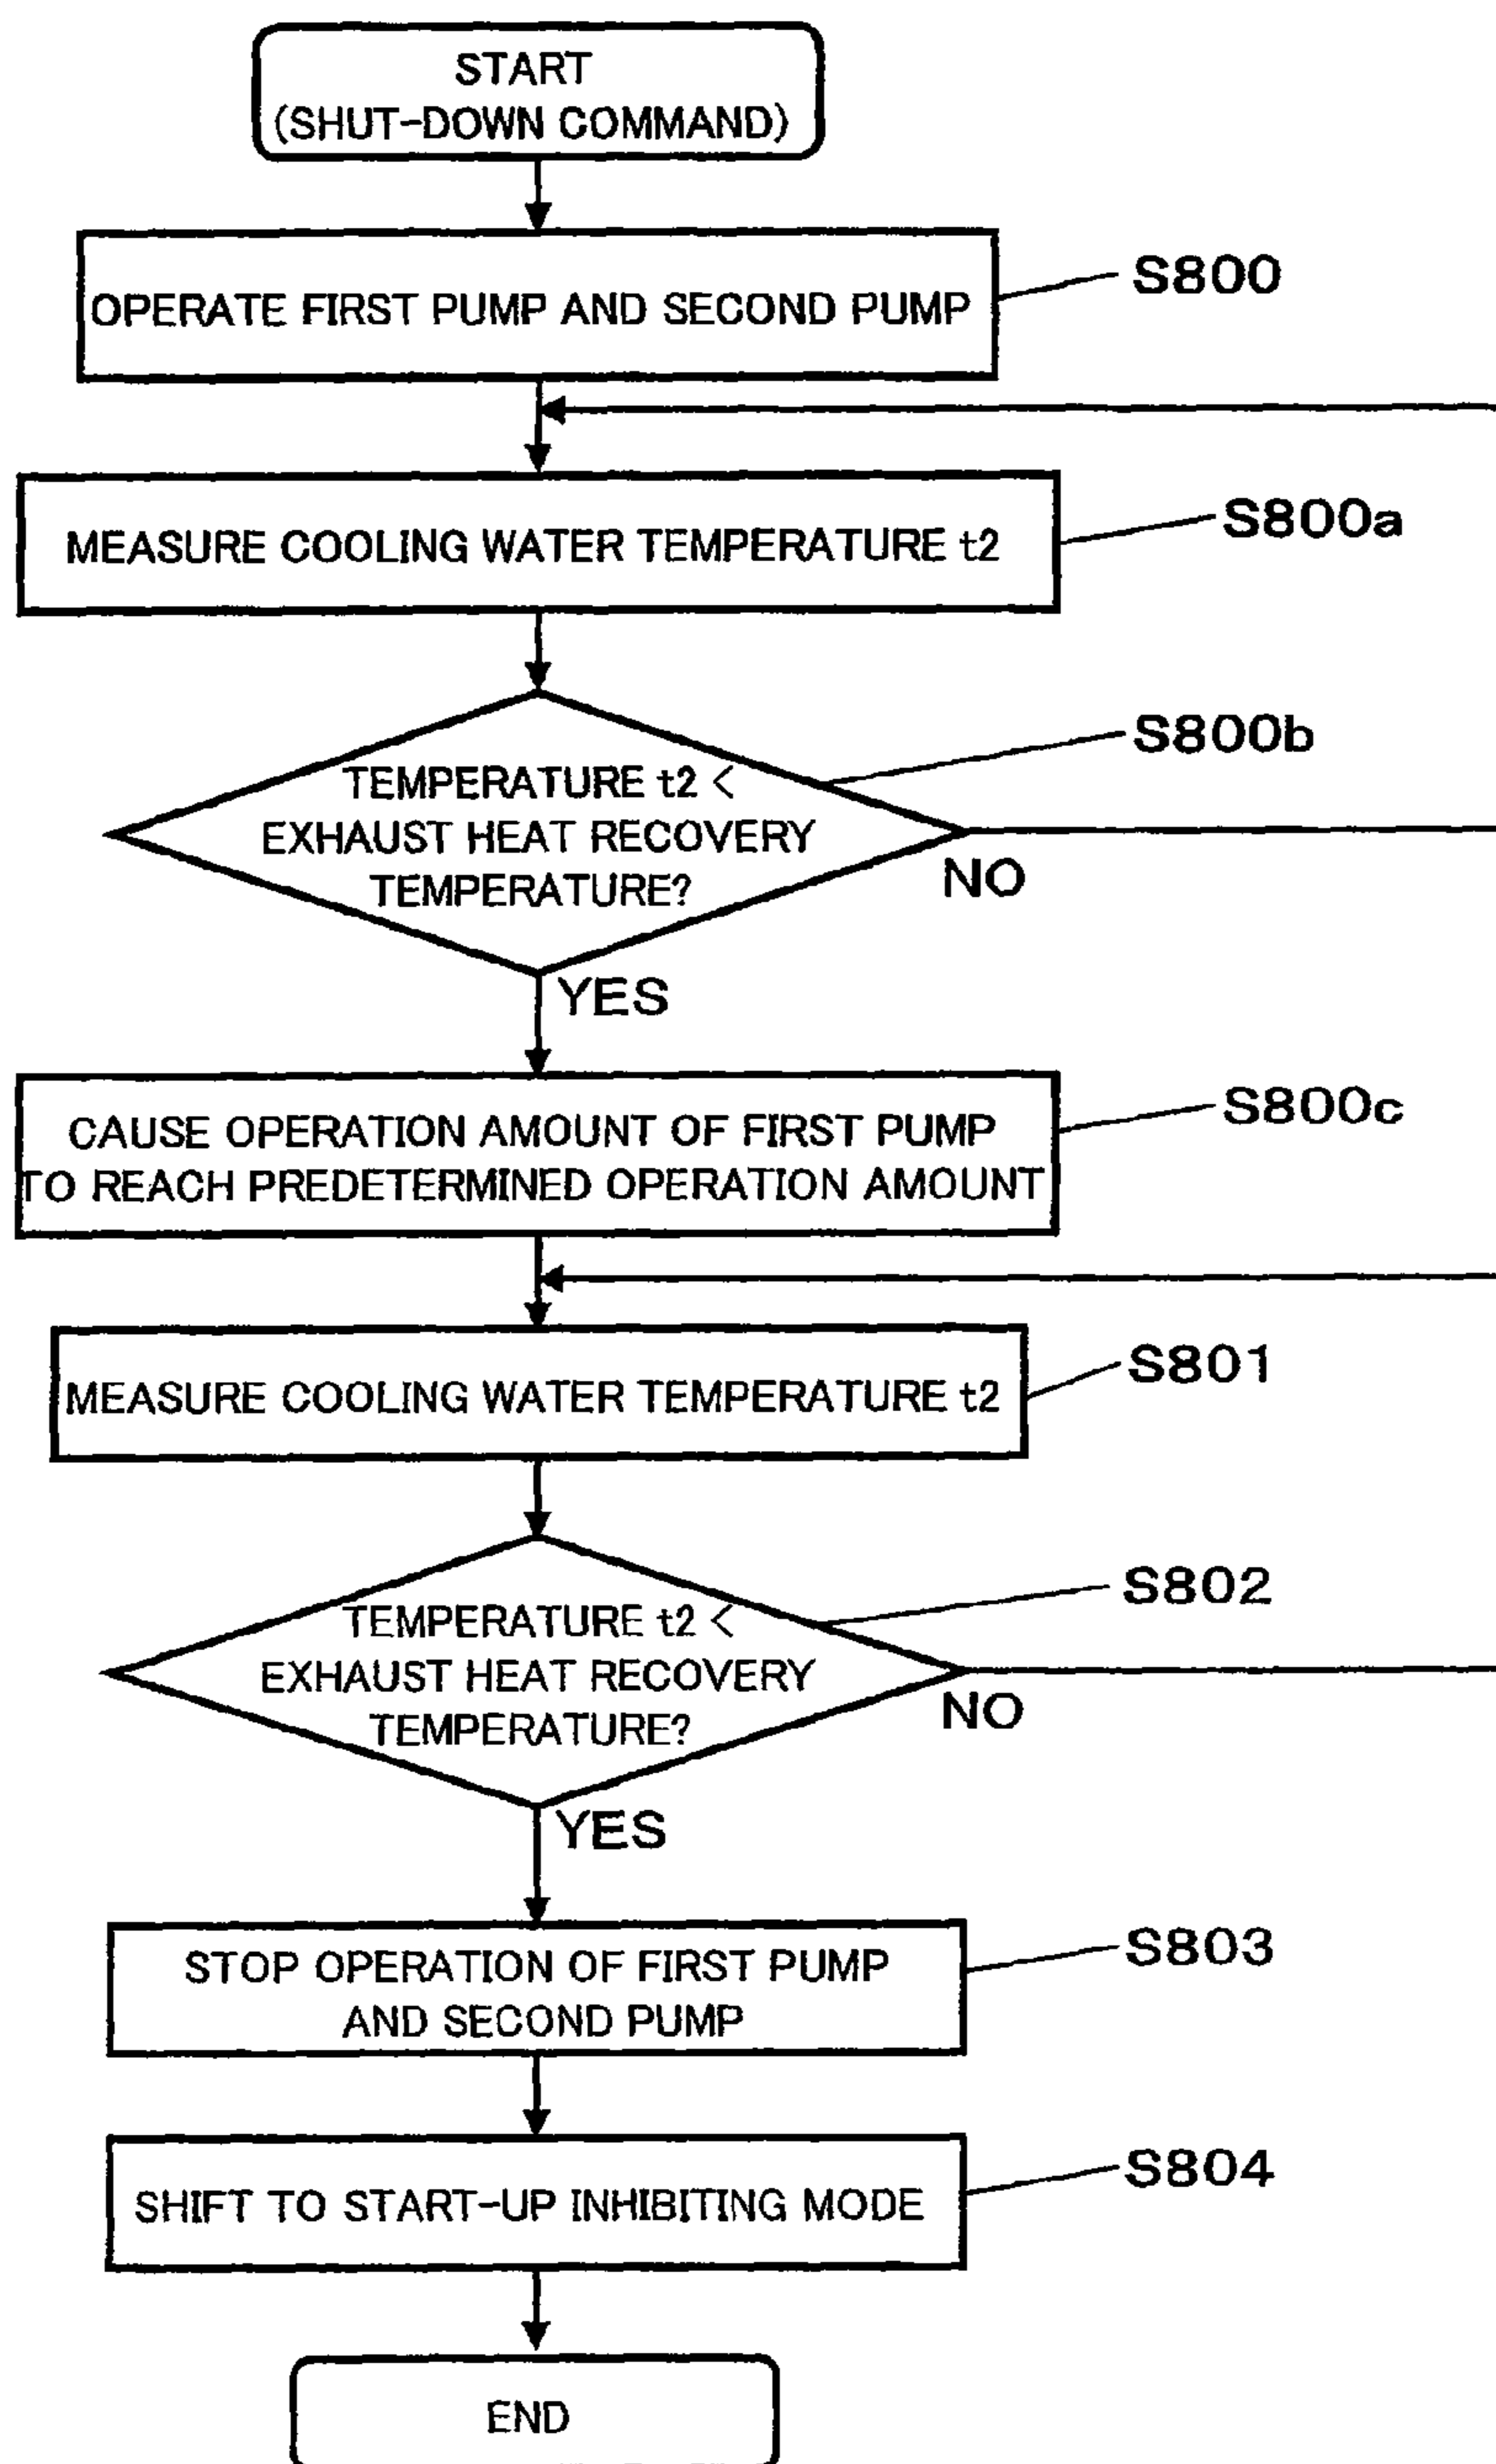 START
(SHUT-DOWN COMMAND)
OPERATE FIRST PUMP AND SECOND PUMP
S800
MEASURE COOLING WATER TEMPERATURE t2
S800a
TEMPERATURE t2 <
EXHAUST HEAT RECOVERY
TEMPERATURE?
S800b
NO
YES
CAUSE OPERATION AMOUNT OF FIRST PUMP
TO REACH PREDETERMINED OPERATION AMOUNT
S800c
MEASURE COOLING WATER TEMPERATURE t2
S801
TEMPERATURE t2 <
EXHAUST HEAT RECOVERY
TEMPERATURE?
S802
NO
YES
STOP OPERATION OF FIRST PUMP
AND SECOND PUMP
S803
SHIFT TO START-UP INHIBITING MODE
S804
END